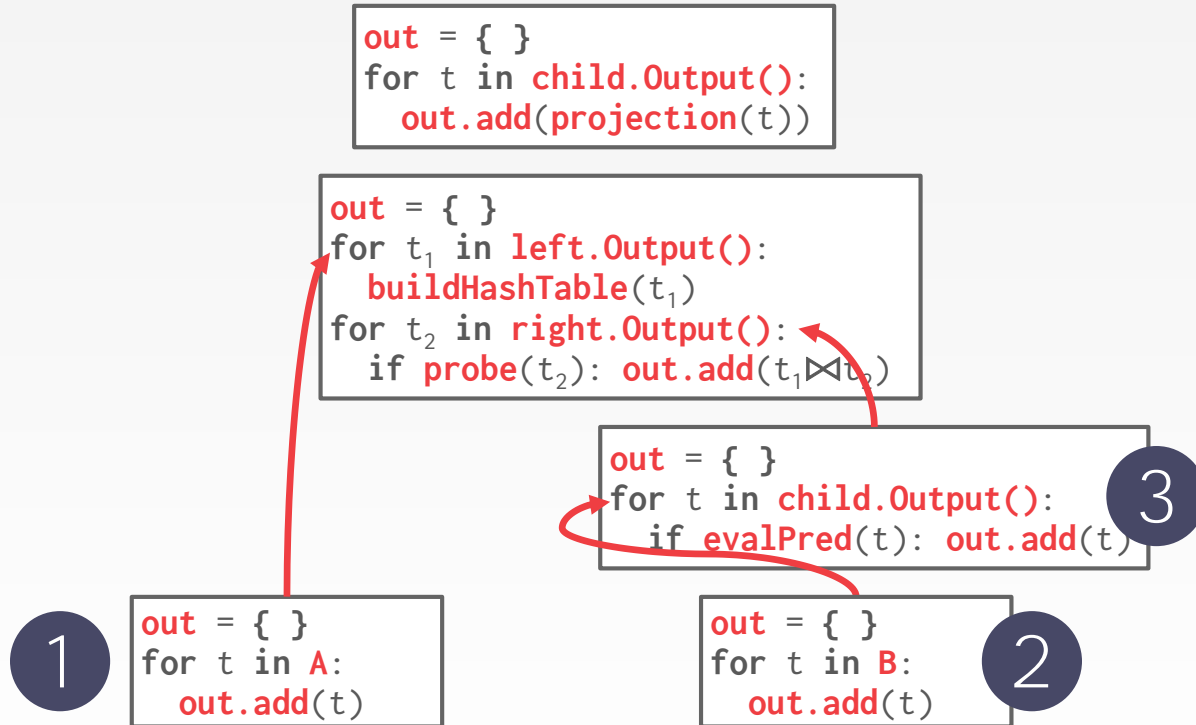 out = { }
for t in child.Output():
out.add(projection(t))
out = { }
for t₁ in left.Output():
buildHashTable(t₁)
for t₂ in right.Output():
if probe(t₂): out.add(t₁⨝t₂)
out = { }
for t in child.Output():
if evalPred(t): out.add(t)
3
1
out = { }
for t in A:
out.add(t)
out = { }
for t in B:
out.add(t)
2